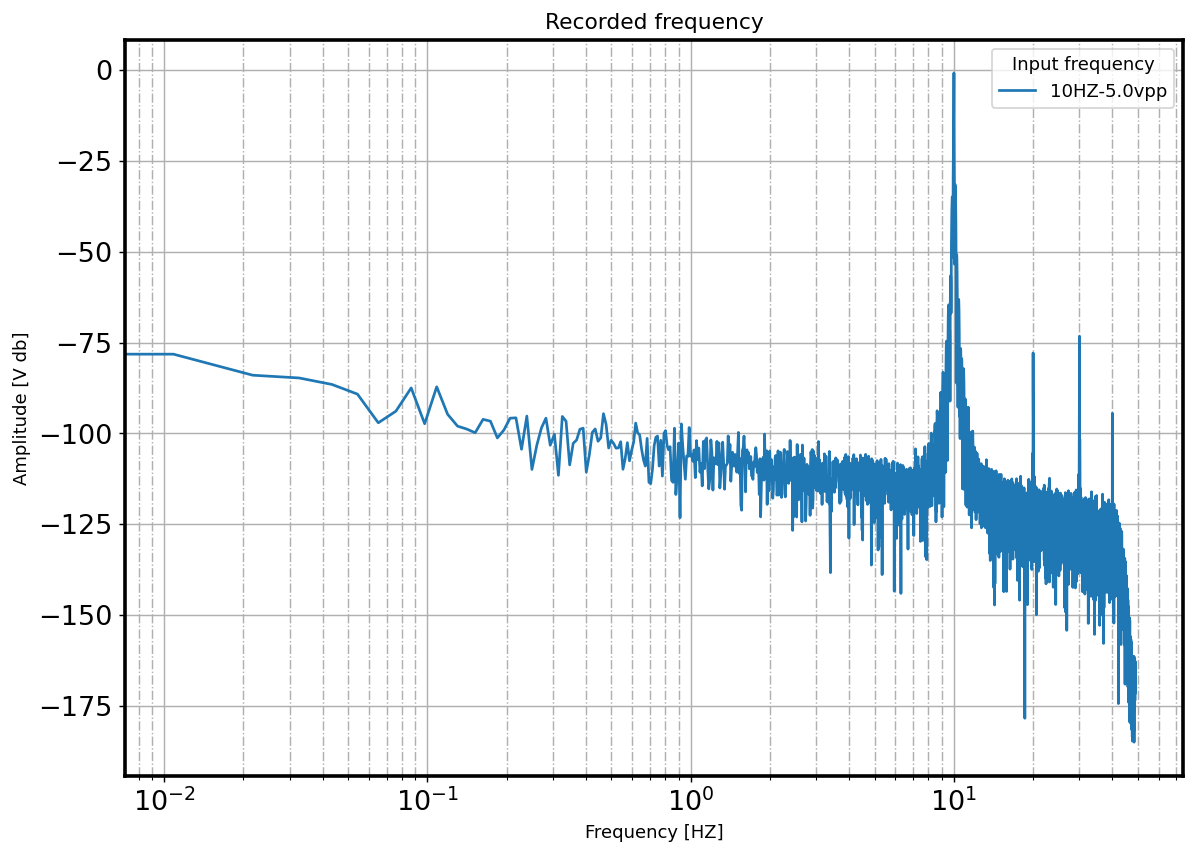 Recorded frequency
Input frequency
10HZ-5.0vpp
0
−25
−50
−75
−100
−125
−150
−175
Amplitude [V db]
10⁻² 10⁻¹ 10⁰ 10¹
Frequency [HZ]